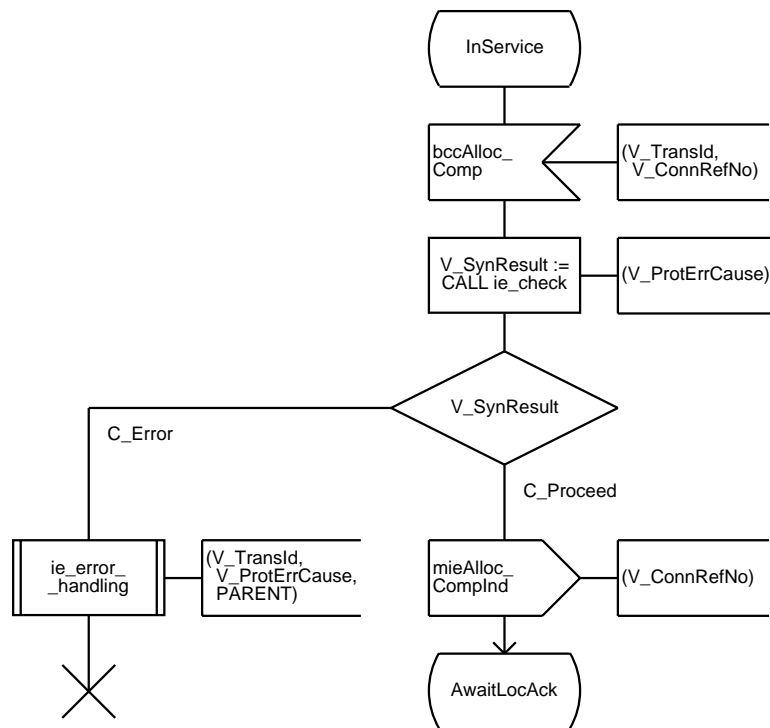 InService
bccAlloc_
Comp
(V_TransId,
V_ConnRefNo)
V_SynResult :=
CALL ie_check
(V_ProtErrCause)
V_SynResult
C_Error
C_Proceed
ie_error_
_handling
(V_TransId,
V_ProtErrCause,
PARENT)
mieAlloc_
CompInd
(V_ConnRefNo)
AwaitLocAck